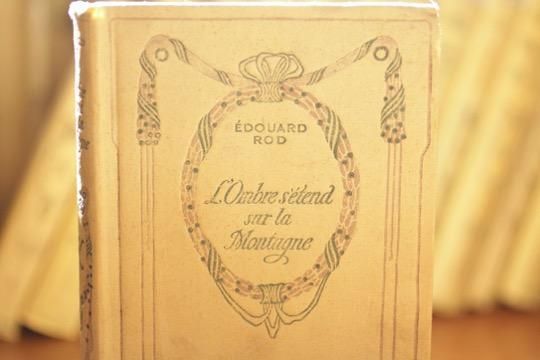 ÉDOUARD
ROD
L'Ombre s'étend
sur la
Montagne